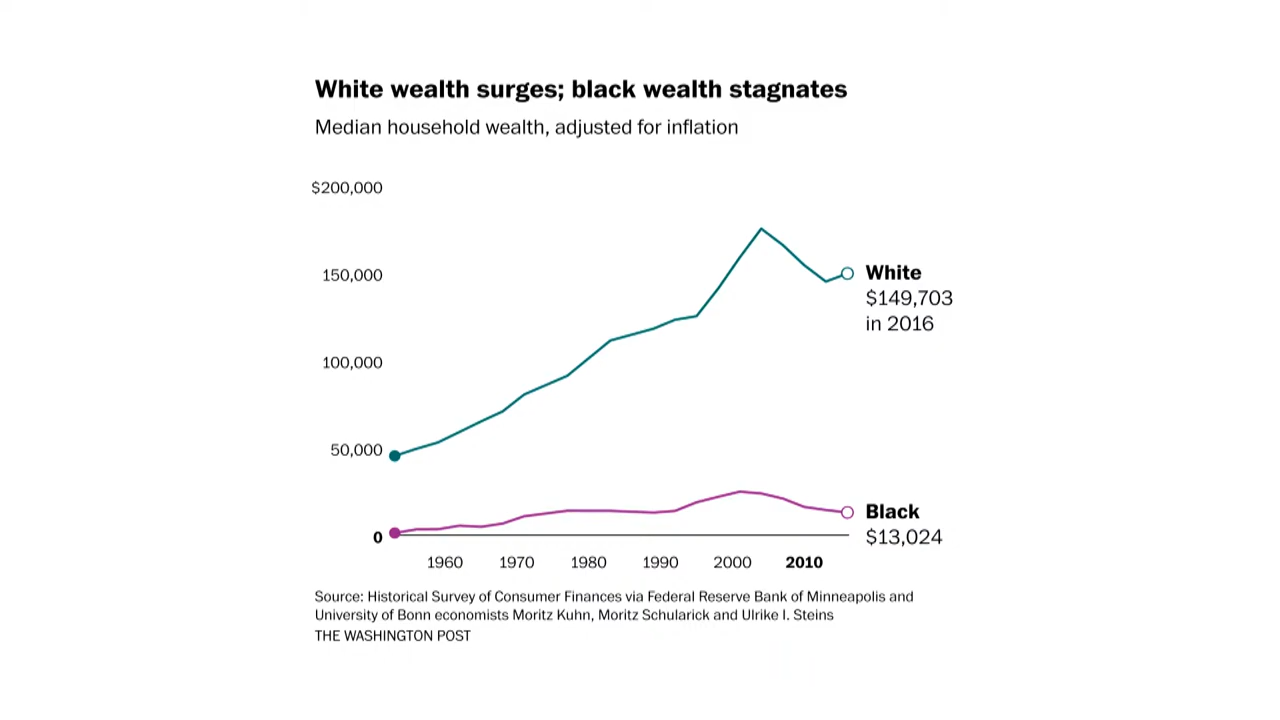 White wealth surges; black wealth stagnates
Median household wealth, adjusted for inflation
$200,000
150,000
100,000
50,000
0
White
$149,703
in 2016
Black
$13,024
1960 1970 1980 1990 2000 2010
Source: Historical Survey of Consumer Finances via Federal Reserve Bank of Minneapolis and
University of Bonn economists Moritz Kuhn, Moritz Schularick and Ulrike I. Steins
THE WASHINGTON POST